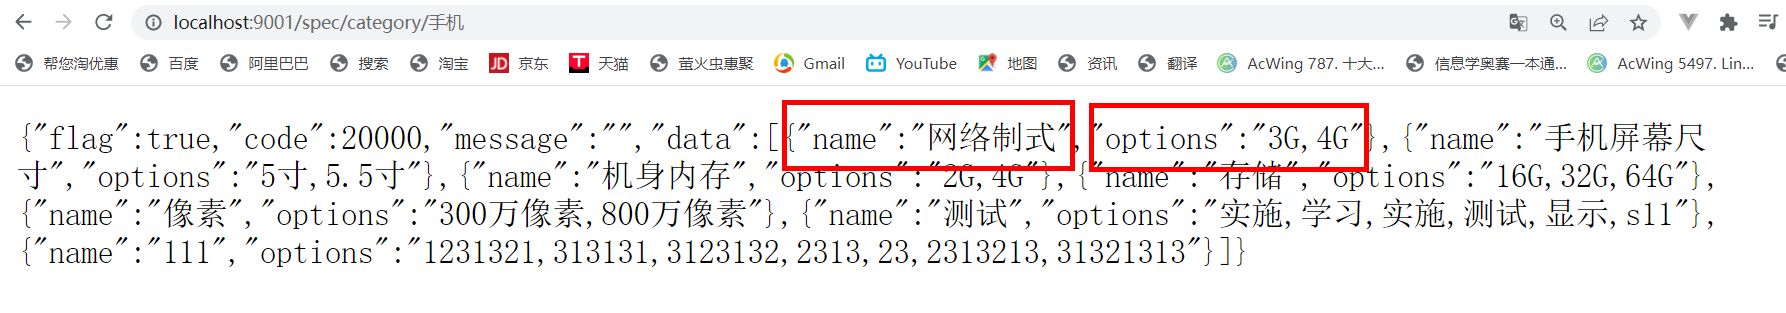 localhost:9001/spec/category/手机
帮您淘优惠 百度 阿里巴巴 搜索 淘宝 JD 京东 T 天猫 萤火虫惠聚 Gmail YouTube 地图 资讯 翻译 AcWing 787. 十大... 信息学奥赛一本通... AcWing 5497. Lin...
{"flag":true,"code":20000,"message":"","data":[{"name":"网络制式","options":"3G,4G"},{"name":"手机屏幕尺
寸","options":"5寸,5.5寸"},{"name":"机身内存","options":"2G,4G"},{"name":"存储","options":"16G,32G,64G"},
{"name":"像素","options":"300万像素,800万像素"},{"name":"测试","options":"实施,学习,实施,测试,显示,s11"},
{"name":"111","options":"1231321,313131,3123132,2313,23,2313213,31321313"}]}